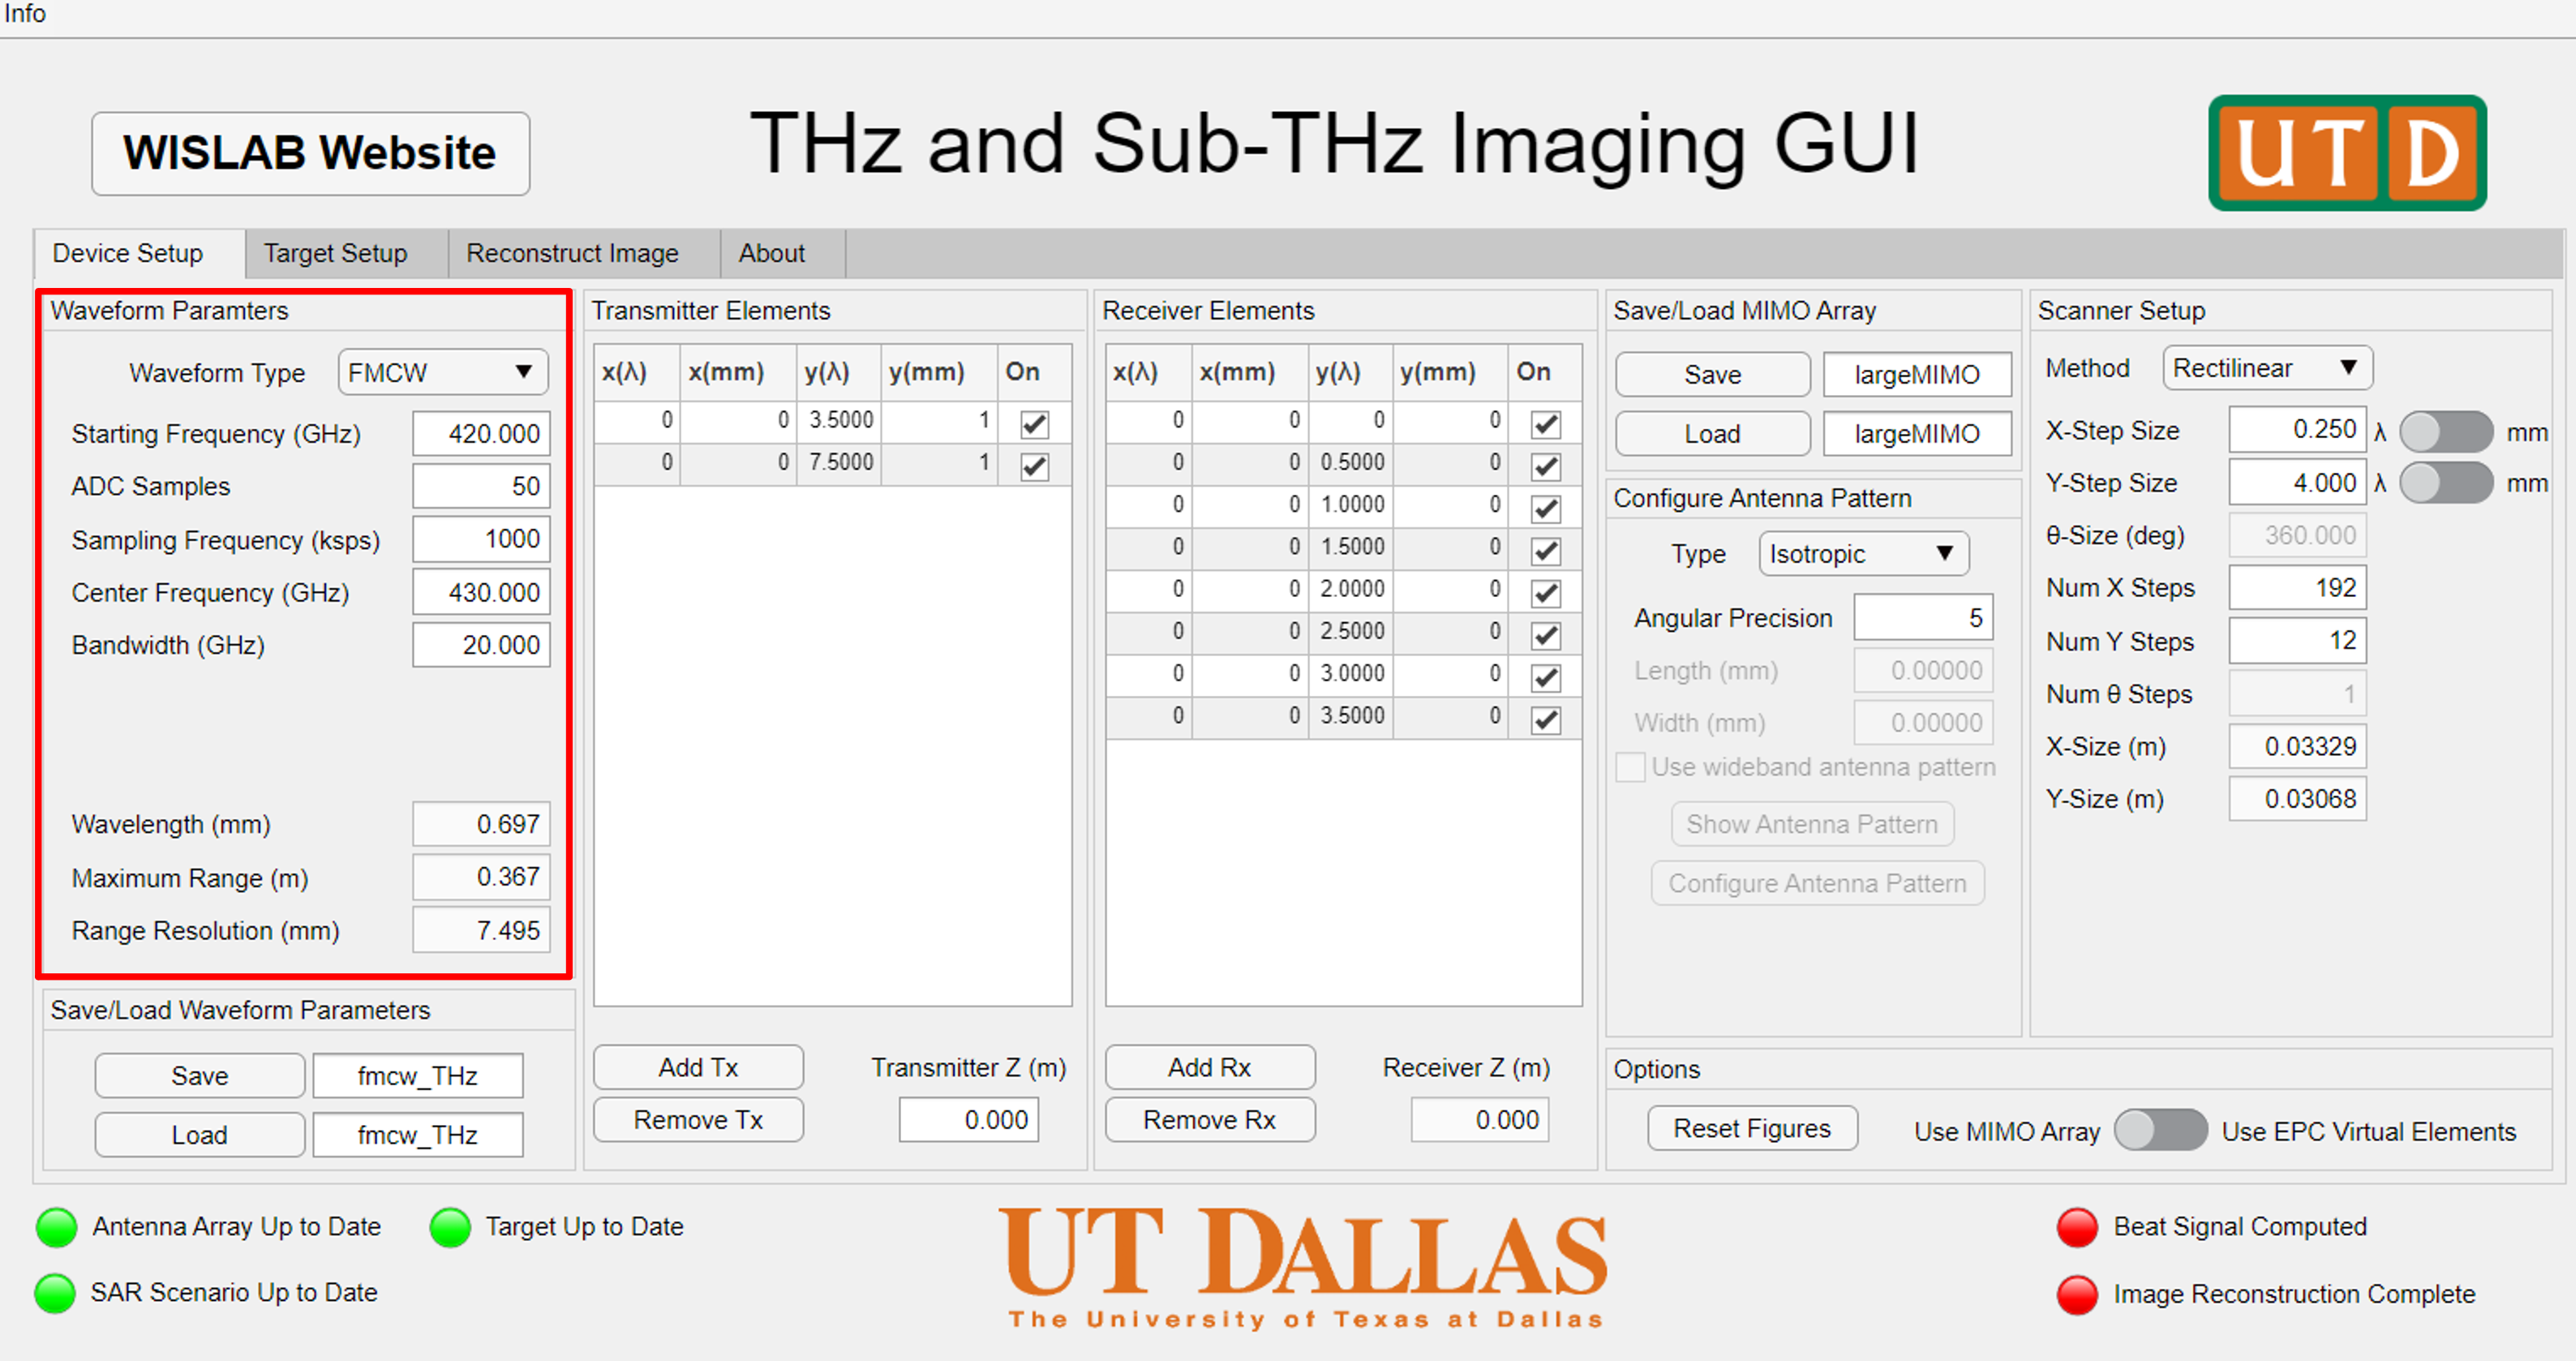 Info
WISLAB Website
THz and Sub-THz Imaging GUI
UTD
Device Setup
Target Setup
Reconstruct Image
About
Waveform Paramters
Waveform Type FMCW
Starting Frequency (GHz) 420.000
ADC Samples 50
Sampling Frequency (ksps) 1000
Center Frequency (GHz) 430.000
Bandwidth (GHz) 20.000
Wavelength (mm) 0.697
Maximum Range (m) 0.367
Range Resolution (mm) 7.495
Save/Load Waveform Parameters
Save fmcw_THz
Load fmcw_THz
Transmitter Elements
x(λ) x(mm) y(λ) y(mm) On
0 0 3.5000 1
0 0 7.5000 1
Add Tx
Remove Tx
Transmitter Z (m)
0.000
Receiver Elements
x(λ) x(mm) y(λ) y(mm) On
0 0 0 0
0 0 0.5000 0
0 0 1.0000 0
0 0 1.5000 0
0 0 2.0000 0
0 0 2.5000 0
0 0 3.0000 0
0 0 3.5000 0
Add Rx
Remove Rx
Receiver Z (m)
0.000
Save/Load MIMO Array
Save largeMIMO
Load largeMIMO
Configure Antenna Pattern
Type Isotropic
Angular Precision 5
Length (mm) 0.00000
Width (mm) 0.00000
Use wideband antenna pattern
Show Antenna Pattern
Configure Antenna Pattern
Scanner Setup
Method Rectilinear
X-Step Size 0.250 λ mm
Y-Step Size 4.000 λ mm
θ-Size (deg) 360.000
Num X Steps 192
Num Y Steps 12
Num θ Steps 1
X-Size (m) 0.03329
Y-Size (m) 0.03068
Options
Reset Figures
Use MIMO Array Use EPC Virtual Elements
Antenna Array Up to Date
Target Up to Date
SAR Scenario Up to Date
UT DALLAS
The University of Texas at Dallas
Beat Signal Computed
Image Reconstruction Complete